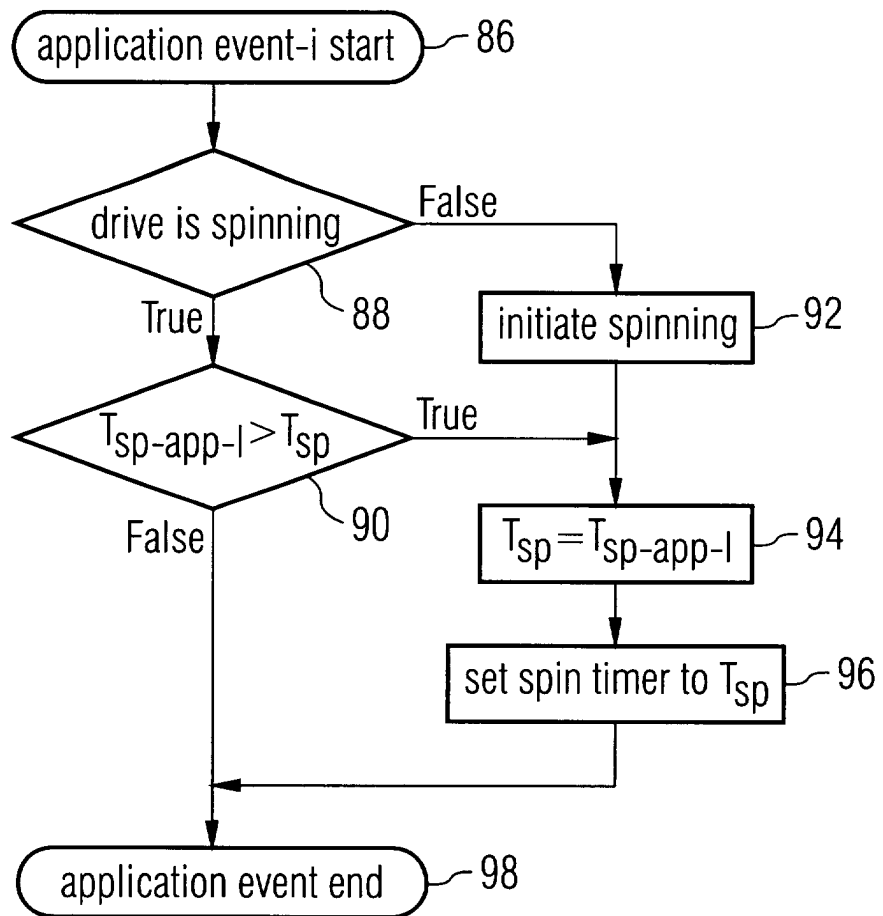 application event-i start
86
drive is spinning
False
88
True
initiate spinning
92
Tsp-app-I > Tsp
True
90
False
Tsp = Tsp-app-I
94
set spin timer to Tsp
96
application event end
98